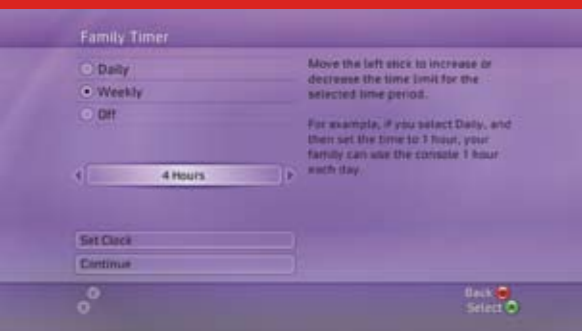 Family Timer
Daily
Weekly
Off
4 Hours
Set Clock
Continue
Move the left stick to increase or
decrease the time limit for the
selected time period.
For example, if you select Daily, and
then set the time to 1 hour, your
family can use the console 1 hour
each day.
Back
Select